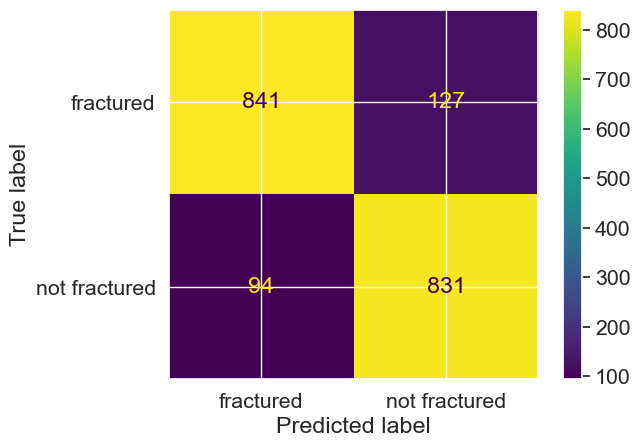 fractured
not fractured
True label
841
127
94
831
fractured
not fractured
Predicted label
800
700
600
500
400
300
200
100